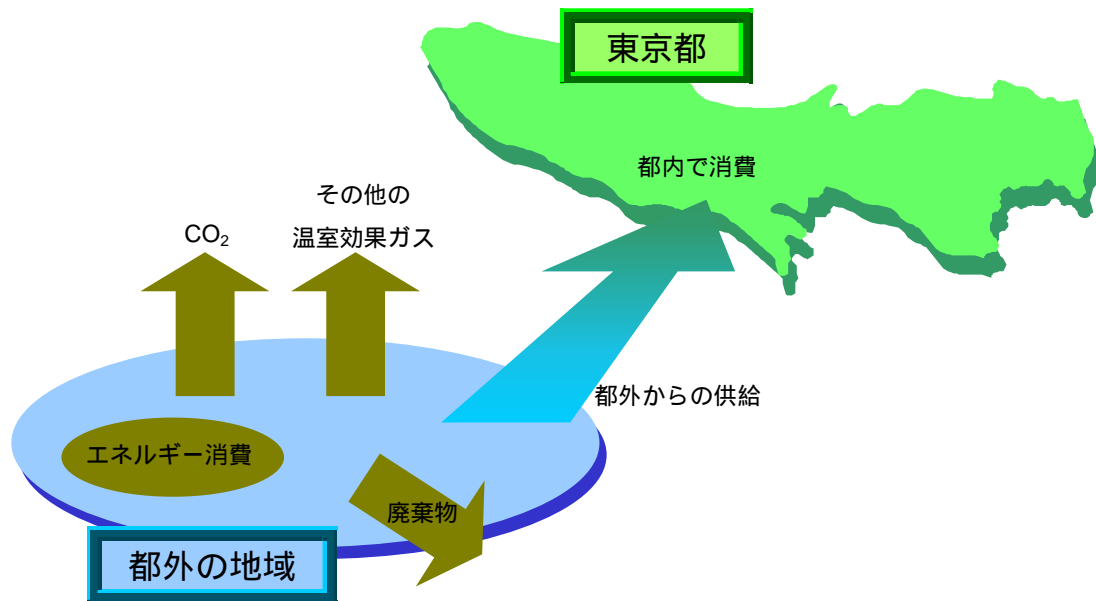 東京都
都内で消費
その他の
温室効果ガス
CO₂
都外からの供給
エネルギー消費
廃棄物
都外の地域